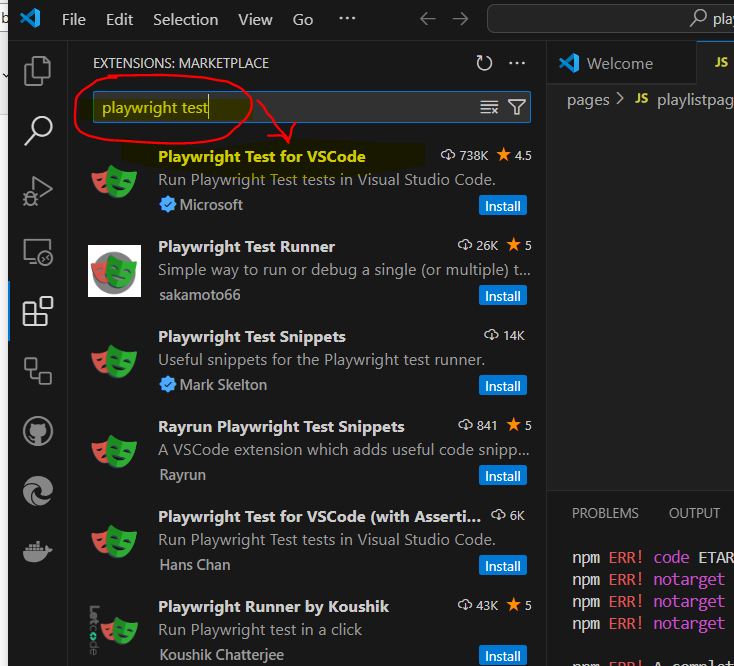 File Edit Selection View Go ...
play
EXTENSIONS: MARKETPLACE
Welcome
JS
playwright test
pages > JS playlistpag
Playwright Test for VSCode 738K 4.5
Run Playwright Test tests in Visual Studio Code.
Microsoft Install
Playwright Test Runner 26K 5
Simple way to run or debug a single (or multiple) t...
sakamoto66 Install
Playwright Test Snippets 14K
Useful snippets for the Playwright test runner.
Mark Skelton Install
Rayrun Playwright Test Snippets 841 5
A VSCode extension which adds useful code snipp...
Rayrun Install
Playwright Test for VSCode (with Asserti... 6K
Run Playwright Test tests in Visual Studio Code.
Hans Chan Install
Playwright Runner by Koushik 43K 5
Run Playwright test in a click
Koushik Chatterjee Install
Letcode
PROBLEMS OUTPUT
npm ERR! code ETAR
npm ERR! notarget
npm ERR! notarget
npm ERR! notarget
npm ERR! A complet